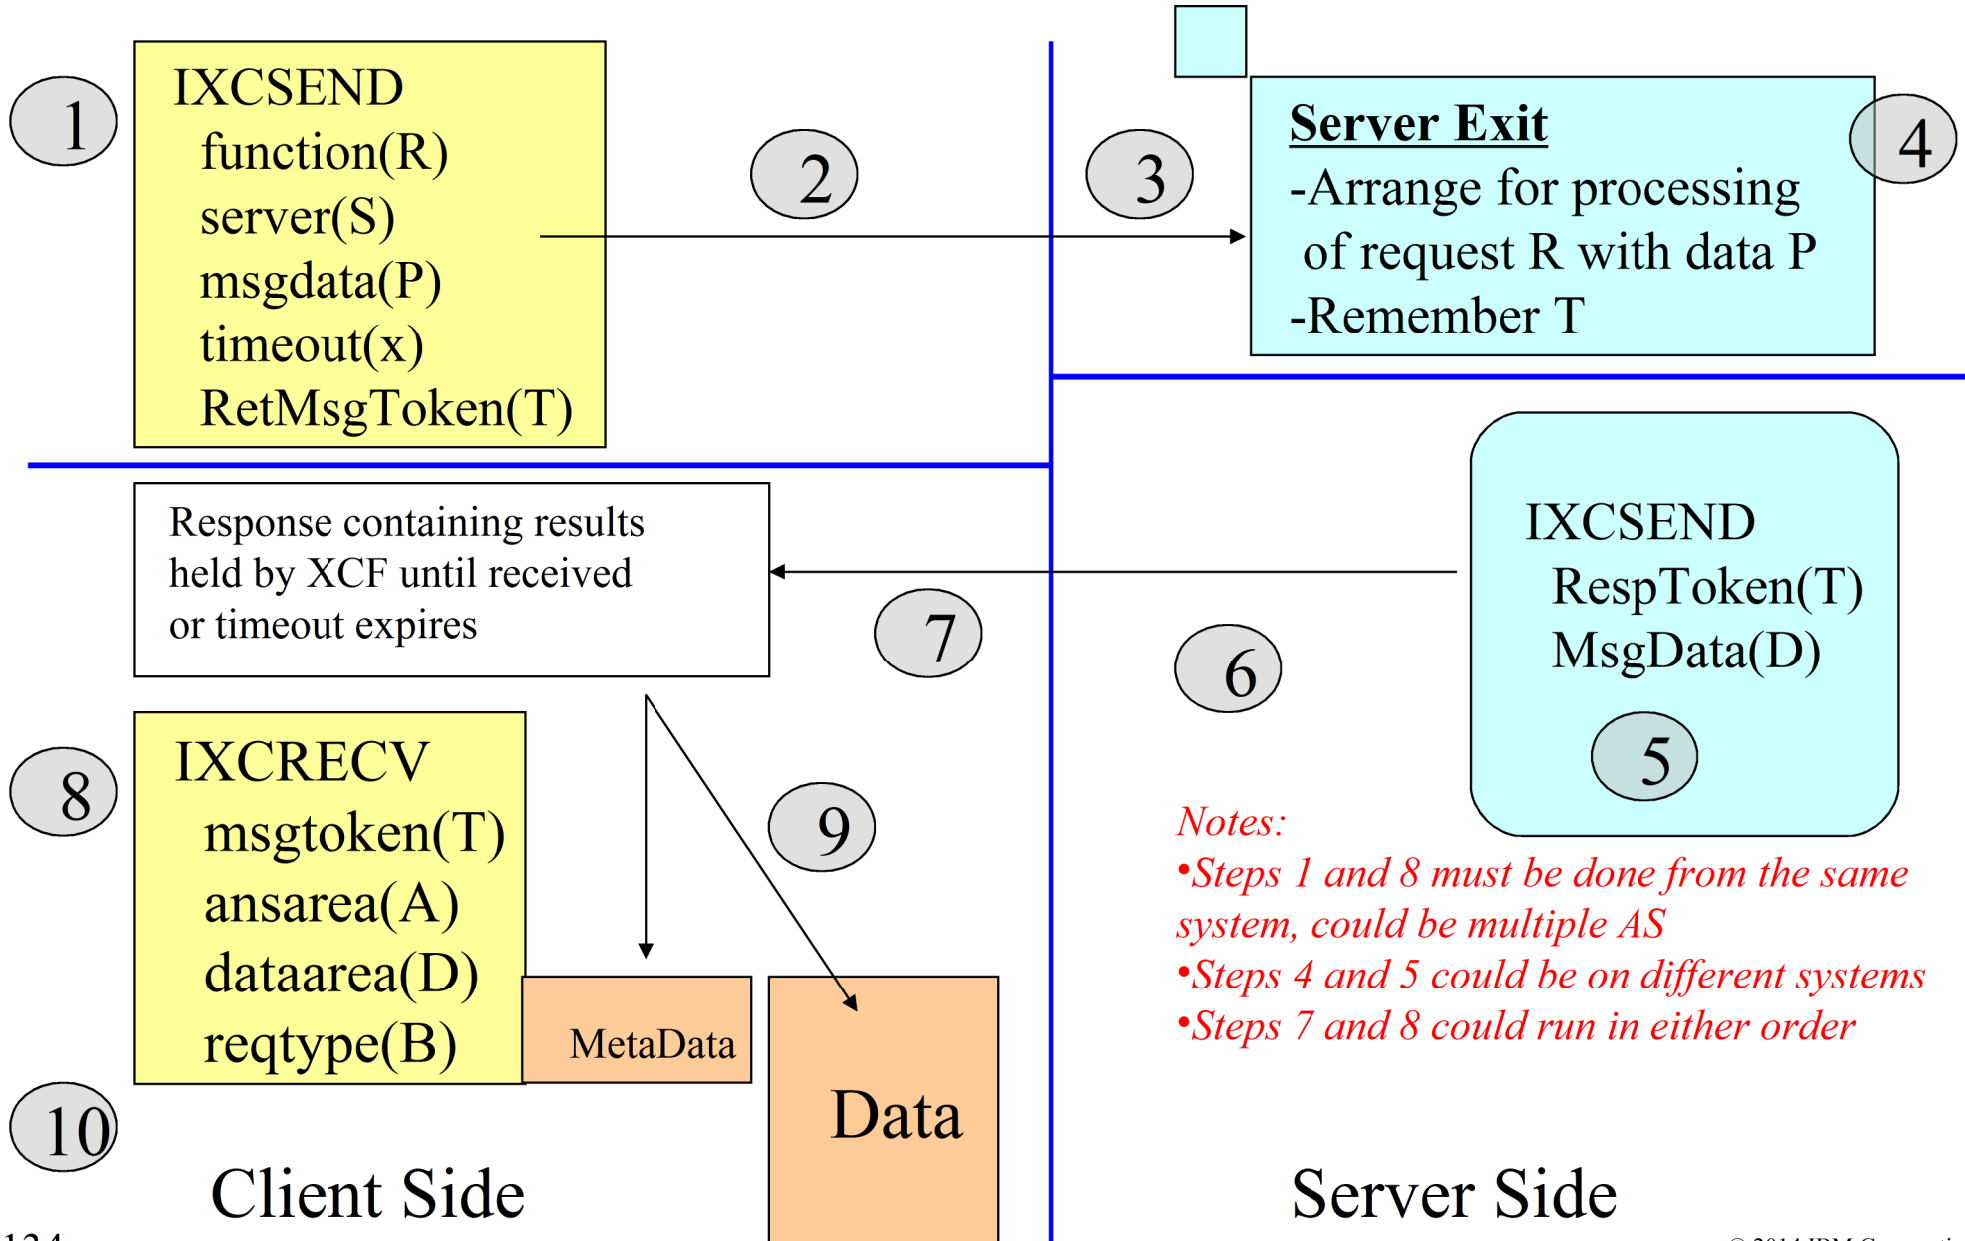 1
IXCSEND
function(R)
server(S)
msgdata(P)
timeout(x)
RetMsgToken(T)
2
3
Server Exit
-Arrange for processing
of request R with data P
-Remember T
4
Response containing results
held by XCF until received
or timeout expires
7
6
IXCSEND
RespToken(T)
MsgData(D)
5
8
IXCRECV
msgtoken(T)
ansarea(A)
dataarea(D)
reqtype(B)
9
MetaData
Data
10
Notes:
•Steps 1 and 8 must be done from the same
system, could be multiple AS
•Steps 4 and 5 could be on different systems
•Steps 7 and 8 could run in either order
Client Side
Server Side